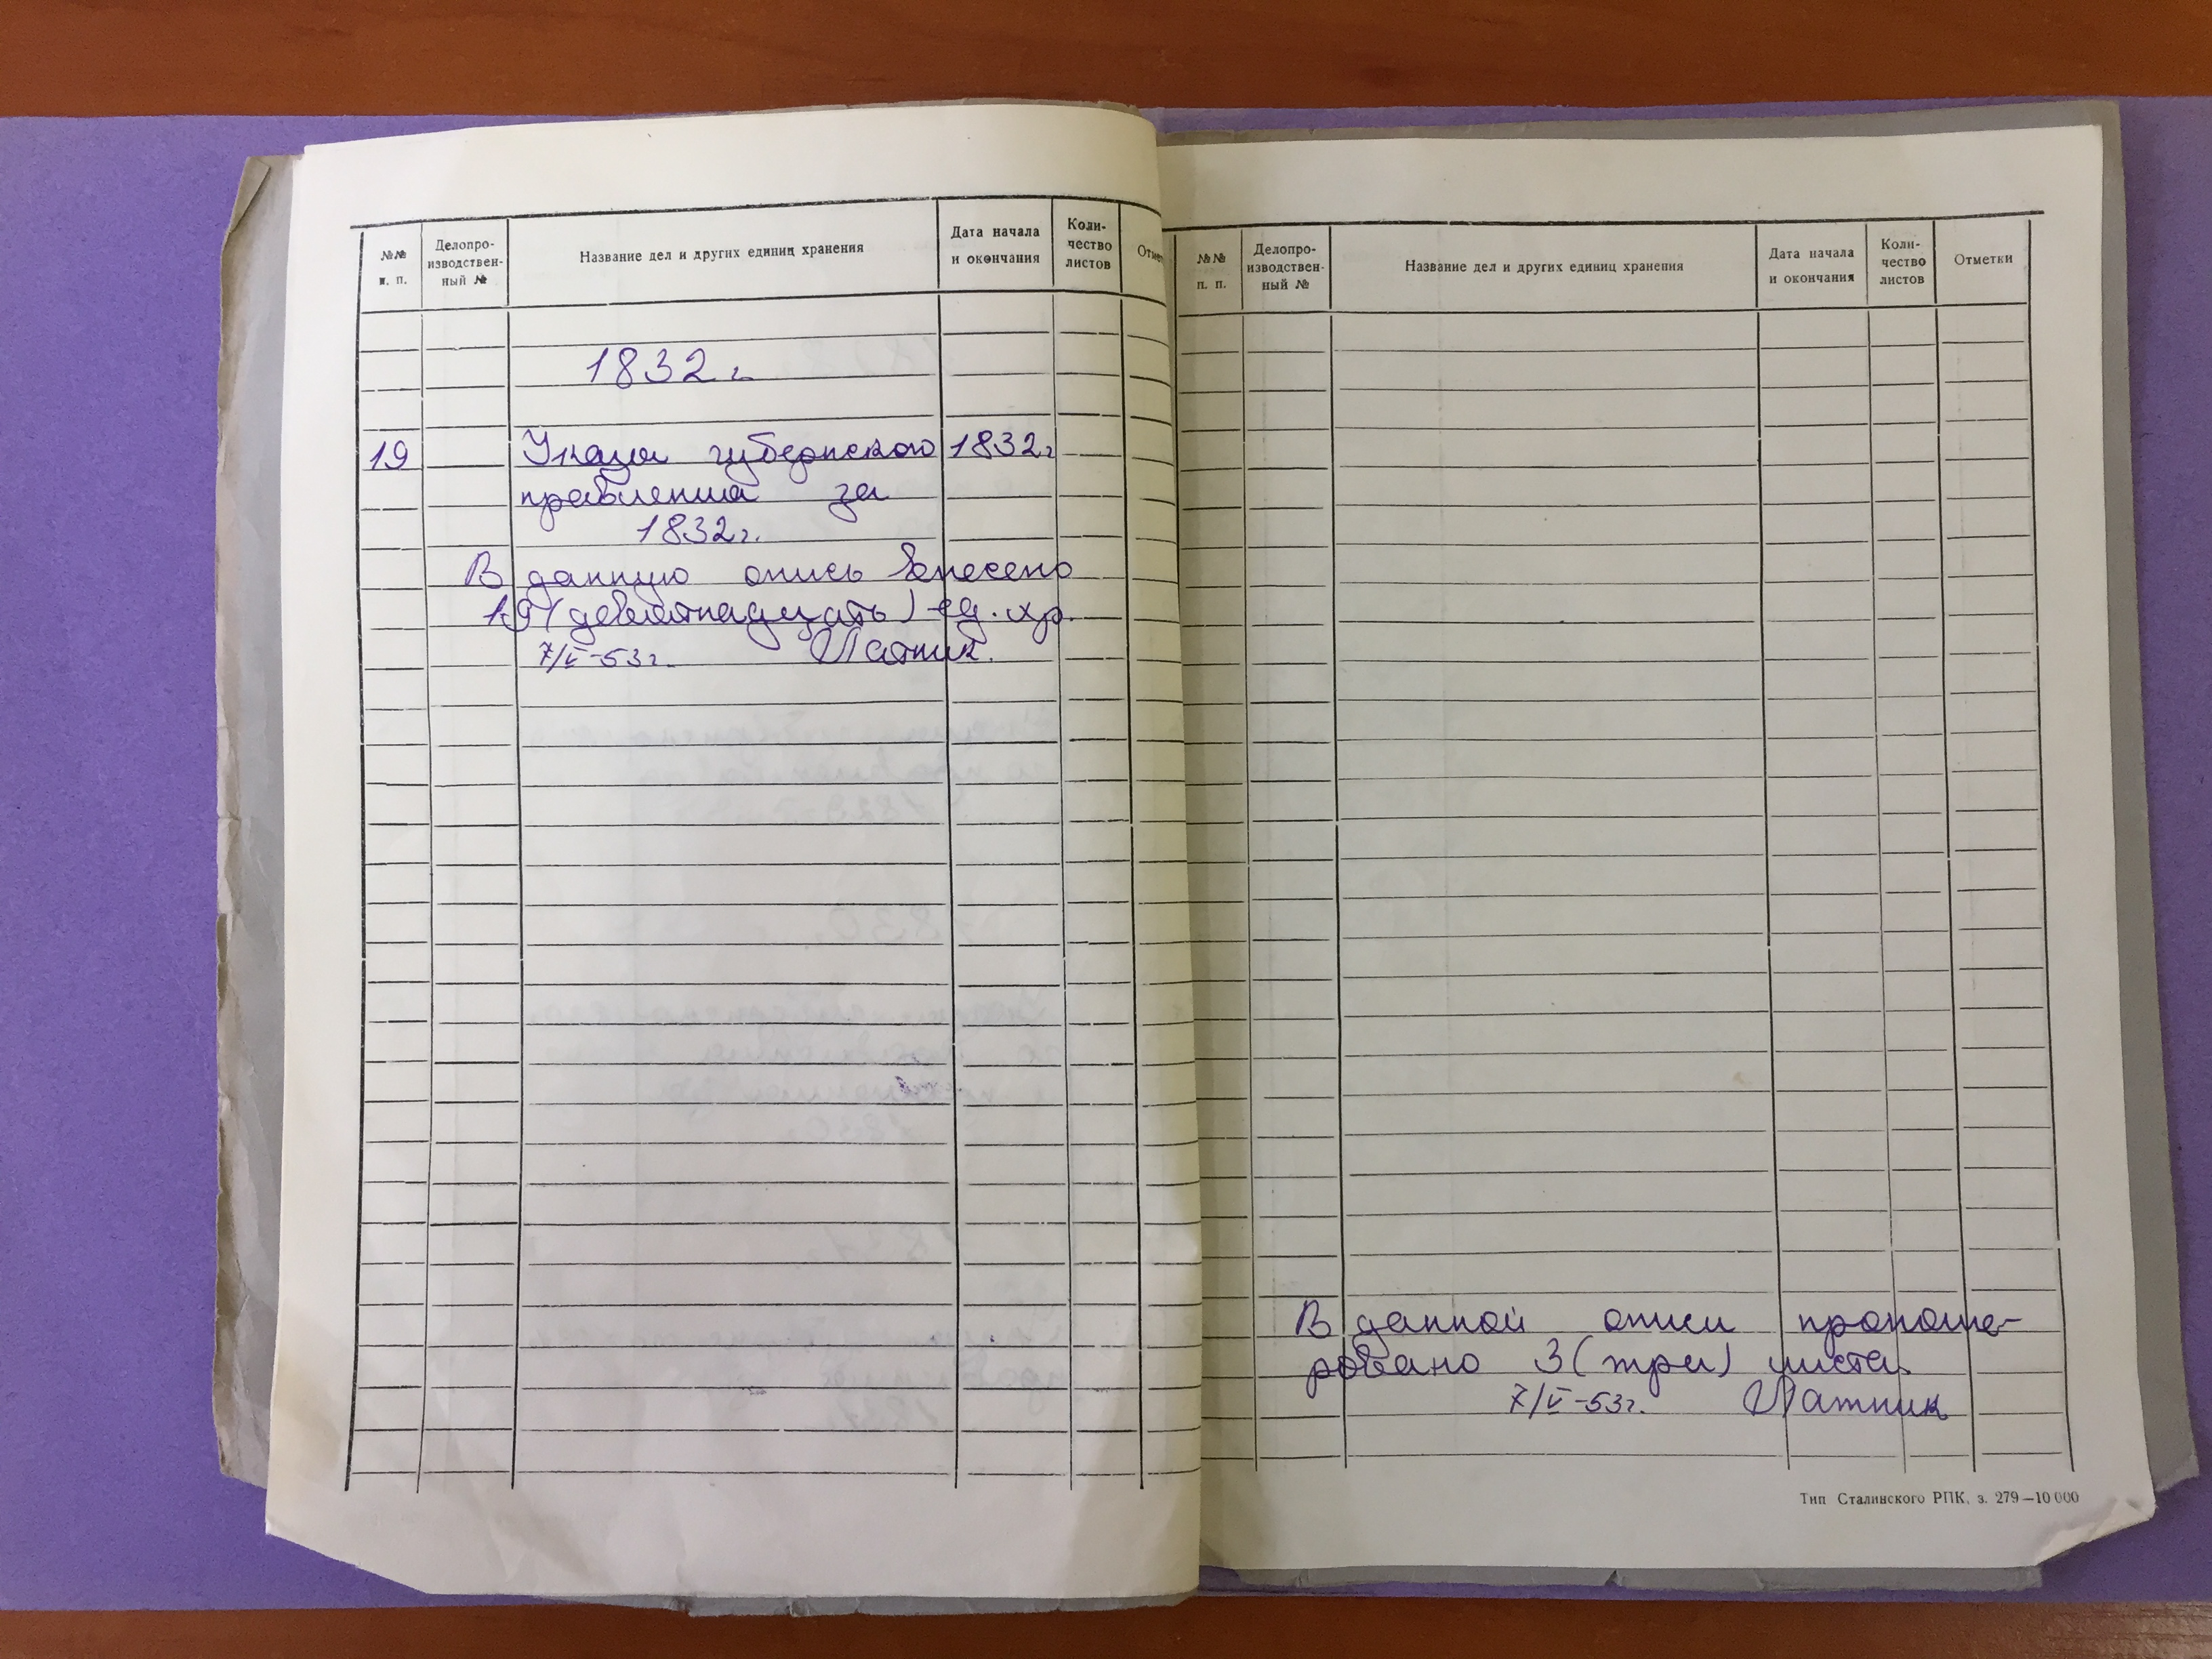 №№ п. п.
Делопро-
изводствен-
ный №
Название дел и других единиц хранения
Дата начала
и окончания
Коли-
чество
листов
Отмет
1832 г.
19 Указы губернского 1832 г
правления за
1832 г.
В данную опись внесено
19 (девятнадцать) ед. хр.
7/V-53 г. Латник.
№№
п. п.
Делопро-
изводствен-
ный №
Название дел и других единиц хранения
Дата начала
и окончания
Коли-
чество
листов
Отметки
В данной описи пронуме-
ровано 3 (три) листа
7/V-53 г. Латник
Тип Сталинского РПК, з. 279—10 000